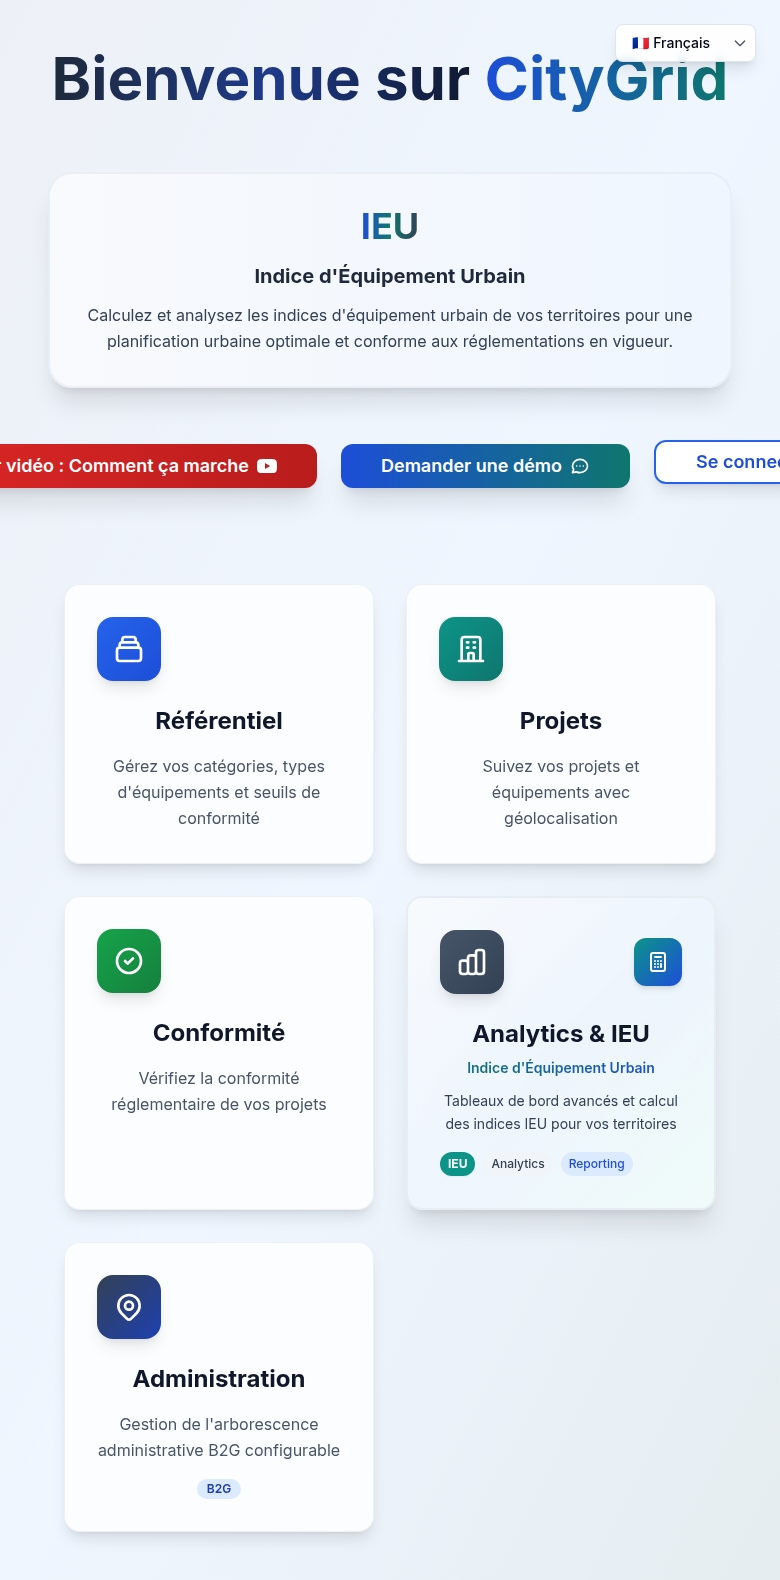 🇫🇷 Français
Bienvenue sur CityGrid
IEU
Indice d'Équipement Urbain
Calculez et analysez les indices d'équipement urbain de vos territoires pour une
planification urbaine optimale et conforme aux réglementations en vigueur.
vidéo : Comment ça marche
Demander une démo
Se connec
Référentiel
Gérez vos catégories, types
d'équipements et seuils de
conformité
Projets
Suivez vos projets et
équipements avec
géolocalisation
Conformité
Vérifiez la conformité
réglementaire de vos projets
Analytics & IEU
Indice d'Équipement Urbain
Tableaux de bord avancés et calcul
des indices IEU pour vos territoires
IEU Analytics Reporting
Administration
Gestion de l'arborescence
administrative B2G configurable
B2G